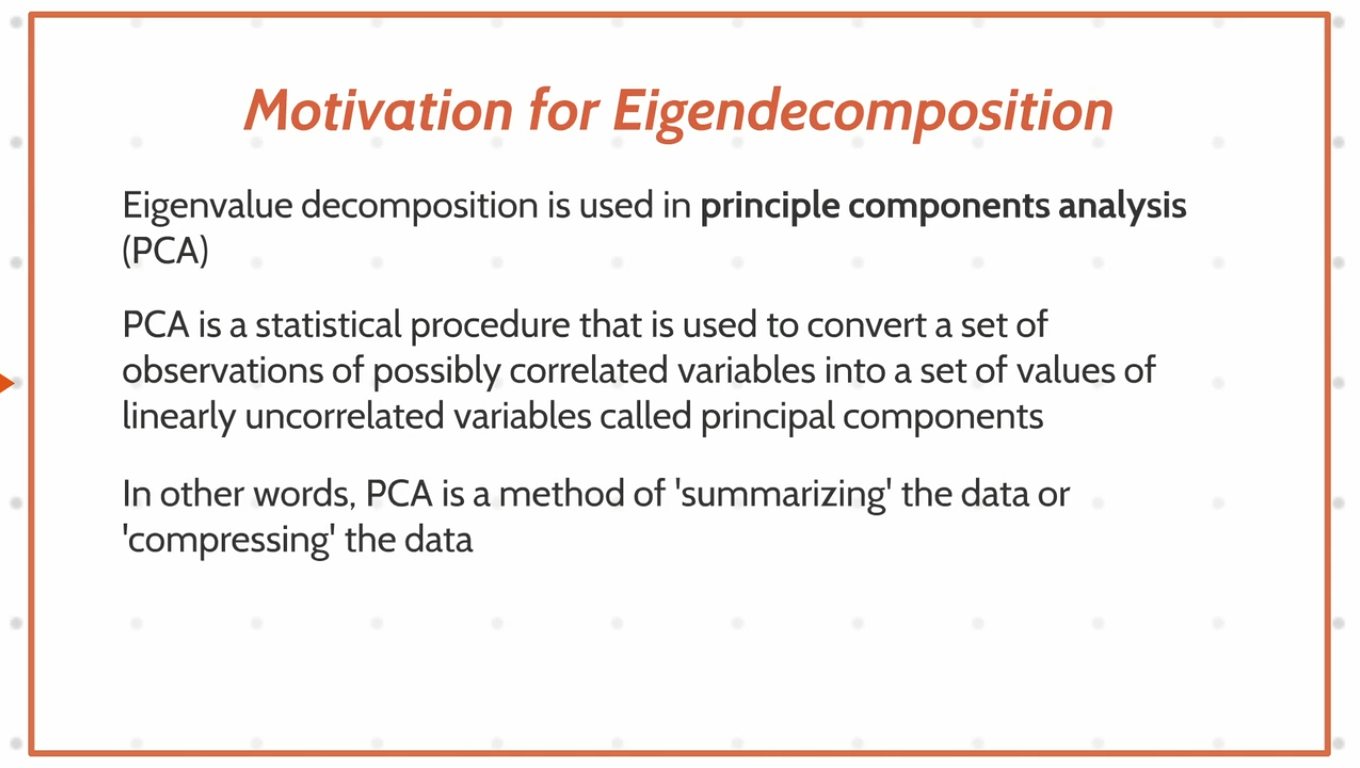 Motivation for Eigendecomposition
Eigenvalue decomposition is used in principle components analysis
(PCA)
PCA is a statistical procedure that is used to convert a set of
observations of possibly correlated variables into a set of values of
linearly uncorrelated variables called principal components
In other words, PCA is a method of 'summarizing' the data or
'compressing' the data